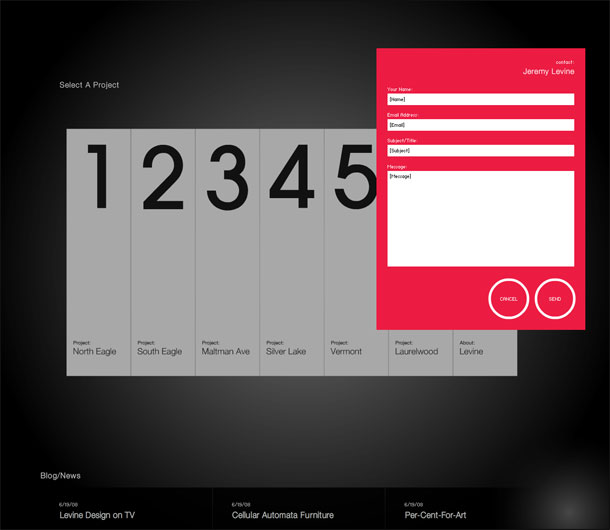 Select A Project
1 2 3 4 5
Project:
North Eagle
Project:
South Eagle
Project:
Maltman Ave
Project:
Silver Lake
Project:
Vermont
Project:
Laurelwood
About:
Levine
contact:
Jeremy Levine
Your Name:
[Name]
Email Address:
[Email]
Subject/Title:
[Subject]
Message:
[Message]
CANCEL
SEND
Blog/News
6/19/08
Levine Design on TV
6/19/08
Cellular Automata Furniture
6/19/08
Per-Cent-For-Art